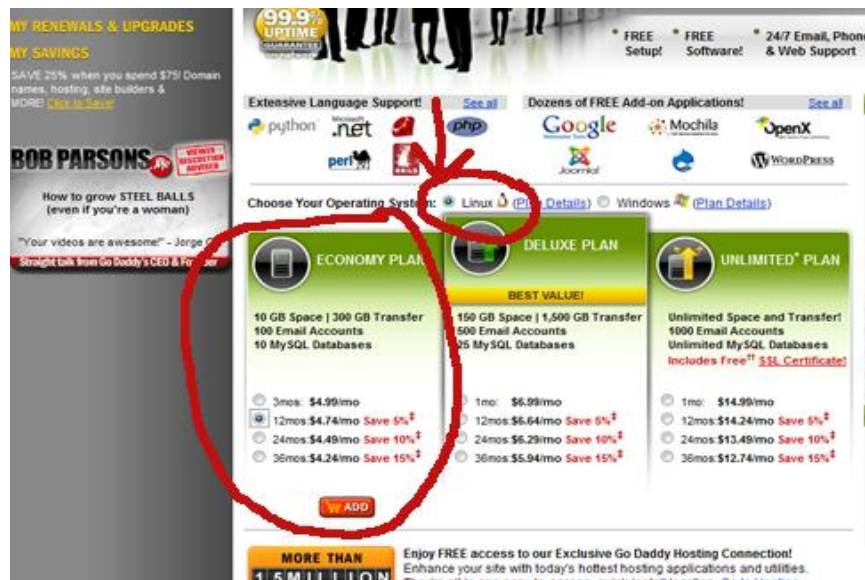 MY RENEWALS & UPGRADES
MY SAVINGS
SAVE 25% when you spend $75! Domain
names, hosting, site builders &
MORE! Click to Save!
BOB PARSONS
VIEWER
DISCRETION
ADVISED
How to grow STEEL BALLS
(even if you're a woman)
"Your videos are awesome!" - Jorge
Straight talk from Go Daddy's CEO &
99.9%
UPTIME
GUARANTEE
FREE
Setup!
FREE
Software!
24/7 Email, Phone
& Web Support
Extensive Language Support! See all
Dozens of FREE Add-on Applications! See all
python Microsoft .net php
perl RAILS
Google Mochila OpenX
Joomla! WORDPRESS
Choose Your Operating System: Linux (Plan Details) Windows (Plan Details)
ECONOMY PLAN
10 GB Space | 300 GB Transfer
100 Email Accounts
10 MySQL Databases
3mos: $4.99/mo
12mos:$4.74/mo Save 5%‡
24mos:$4.49/mo Save 10%‡
36mos:$4.24/mo Save 15%‡
ADD
DELUXE PLAN
BEST VALUE!
150 GB Space | 1,500 GB Transfer
500 Email Accounts
25 MySQL Databases
1mo: $6.99/mo
12mos:$6.64/mo Save 5%‡
24mos:$6.29/mo Save 10%‡
36mos:$5.94/mo Save 15%‡
UNLIMITED* PLAN
Unlimited Space and Transfer!
1000 Email Accounts
Unlimited MySQL Databases
Includes Free†† SSL Certificate!
1mo: $14.99/mo
12mos:$14.24/mo Save 5%‡
24mos:$13.49/mo Save 10%‡
36mos:$12.74/mo Save 15%‡
MORE THAN
1.5 MILLION
Enjoy FREE access to our Exclusive Go Daddy Hosting Connection!
Enhance your site with today's hottest hosting applications and utilities.